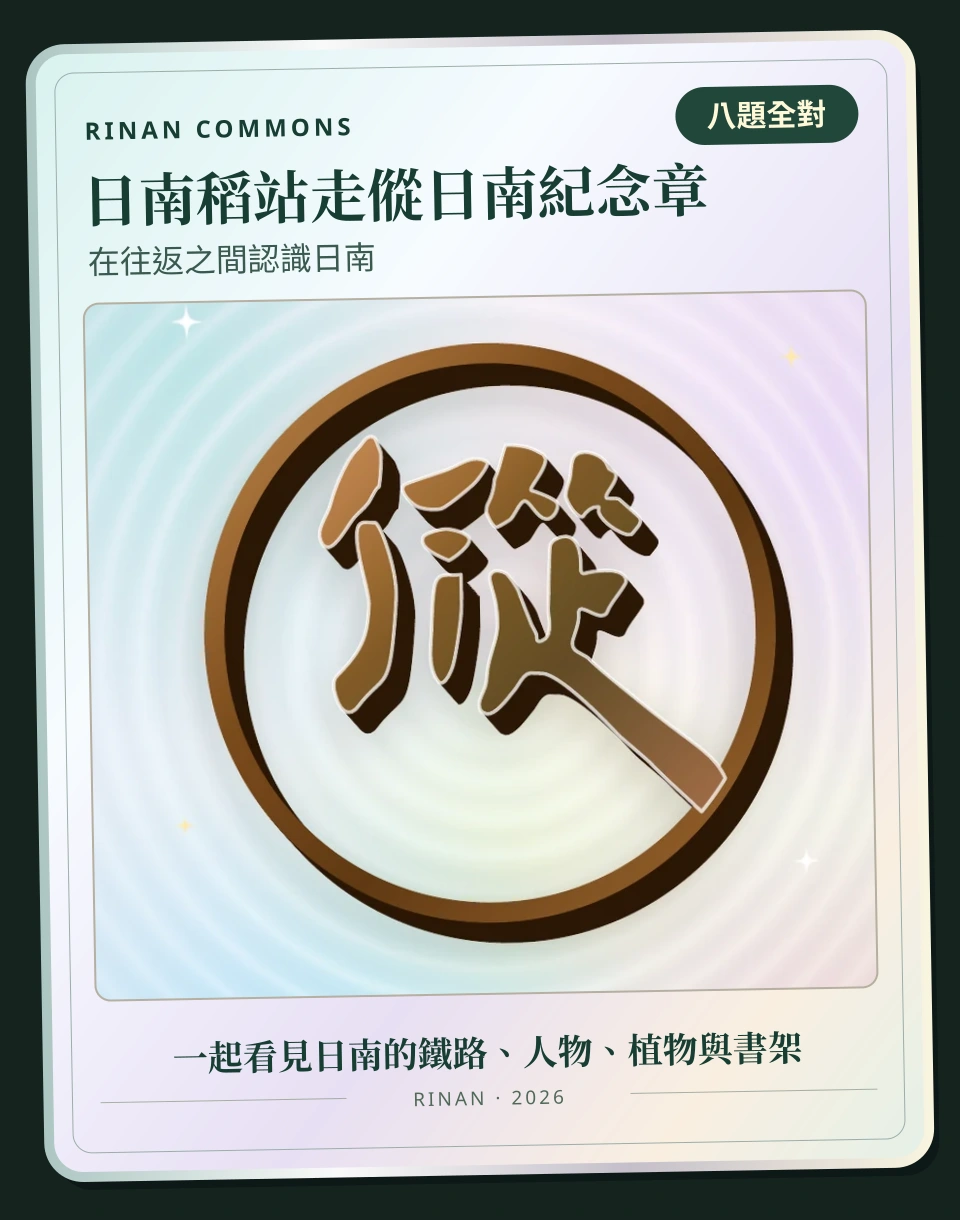 RINAN COMMONS
八題全對
日南稻站走傱日南紀念章
在往返之間認識日南
傱
一起看見日南的鐵路、人物、植物與書架
RINAN · 2026